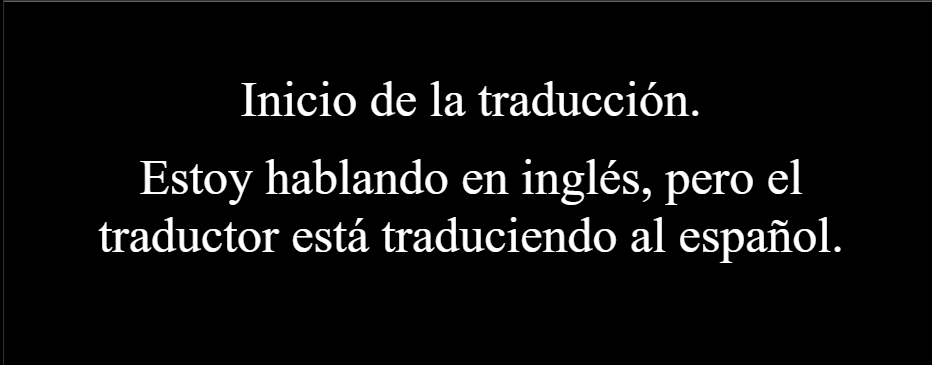 Inicio de la traducción.
Estoy hablando en inglés, pero el
traductor está traduciendo al español.